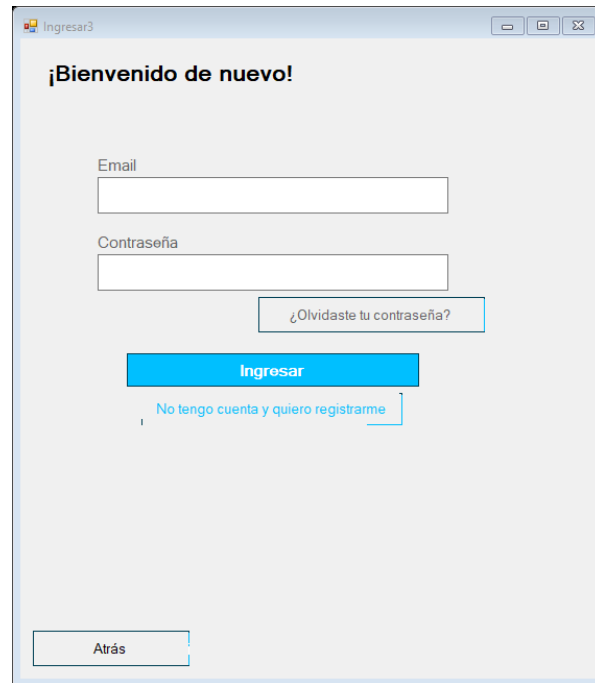 Ingresar3
¡Bienvenido de nuevo!
Email
Contraseña
¿Olvidaste tu contraseña?
Ingresar
No tengo cuenta y quiero registrarme
Atrás